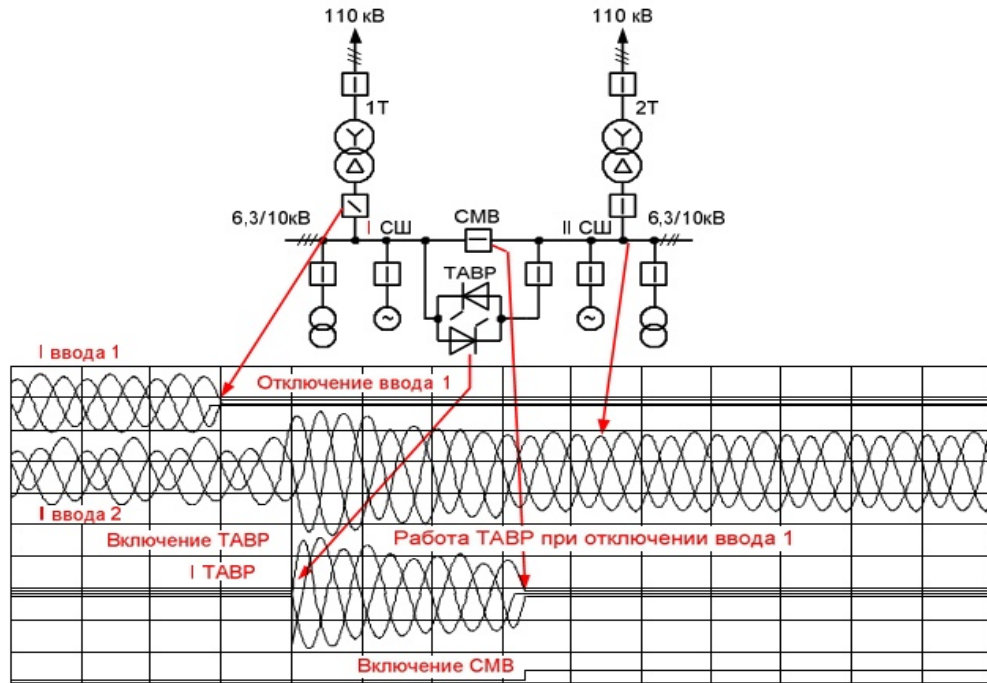 110 кВ
110 кВ
1Т
2Т
6,3/10кВ
I СШ
СМВ
II СШ
6,3/10кВ
ТАВР
~
~
I ввода 1
Отключение ввода 1
I ввода 2
Включение ТАВР
Работа ТАВР при отключении ввода 1
I ТАВР
Включение СМВ